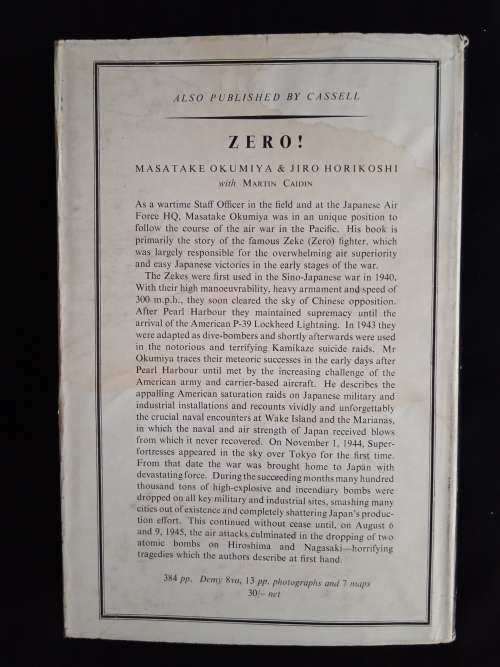 ALSO PUBLISHED BY CASSELL
ZERO!
MASATAKE OKUMIYA & JIRO HORIKOSHI
with MARTIN CAIDIN
As a wartime Staff Officer in the field and at the Japanese Air
Force HQ, Masatake Okumiya was in an unique position to
follow the course of the air war in the Pacific. His book is
primarily the story of the famous Zeke (Zero) fighter, which
was largely responsible for the overwhelming air superiority
and easy Japanese victories in the early stages of the war.
The Zekes were first used in the Sino-Japanese war in 1940,
With their high manoeuvrability, heavy armament and speed of
300 m.p.h., they soon cleared the sky of Chinese opposition.
After Pearl Harbour they maintained supremacy until the
arrival of the American P-39 Lockheed Lightning. In 1943 they
were adapted as dive-bombers and shortly afterwards were used
in the notorious and terrifying Kamikaze suicide raids. Mr
Okumiya traces their meteoric successes in the early days after
Pearl Harbour until met by the increasing challenge of the
American army and carrier-based aircraft. He describes the
appalling American saturation raids on Japanese military and
industrial installations and recounts vividly and unforgettably
the crucial naval encounters at Wake Island and the Marianas,
in which the naval and air strength of Japan received blows
from which it never recovered. On November 1, 1944, Super-
fortresses appeared in the sky over Tokyo for the first time.
From that date the war was brought home to Japan with
devastating force. During the succeeding months many hundred
thousand tons of high-explosive and incendiary bombs were
dropped on all key military and industrial sites, smashing many
cities out of existence and completely shattering Japan's produc-
tion effort. This continued without cease until, on August 6
and 9, 1945, the air attacks culminated in the dropping of two
atomic bombs on Hiroshima and Nagasaki—horrifying
tragedies which the authors describe at first hand.
384 pp. Demy 8vo, 13 pp. photographs and 7 maps
30/- net